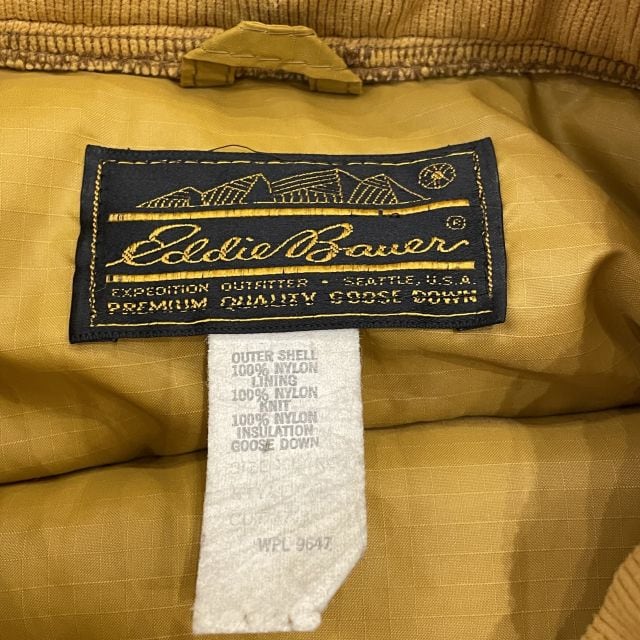 Eddie Bauer ®
EXPEDITION OUTFITTER - SEATTLE, U.S.A
PREMIUM QUALITY GOOSE DOWN
OUTER SHELL
100% NYLON
LINING
100% NYLON
KNIT
100% NYLON
INSULATION
GOOSE DOWN
WPL 9647